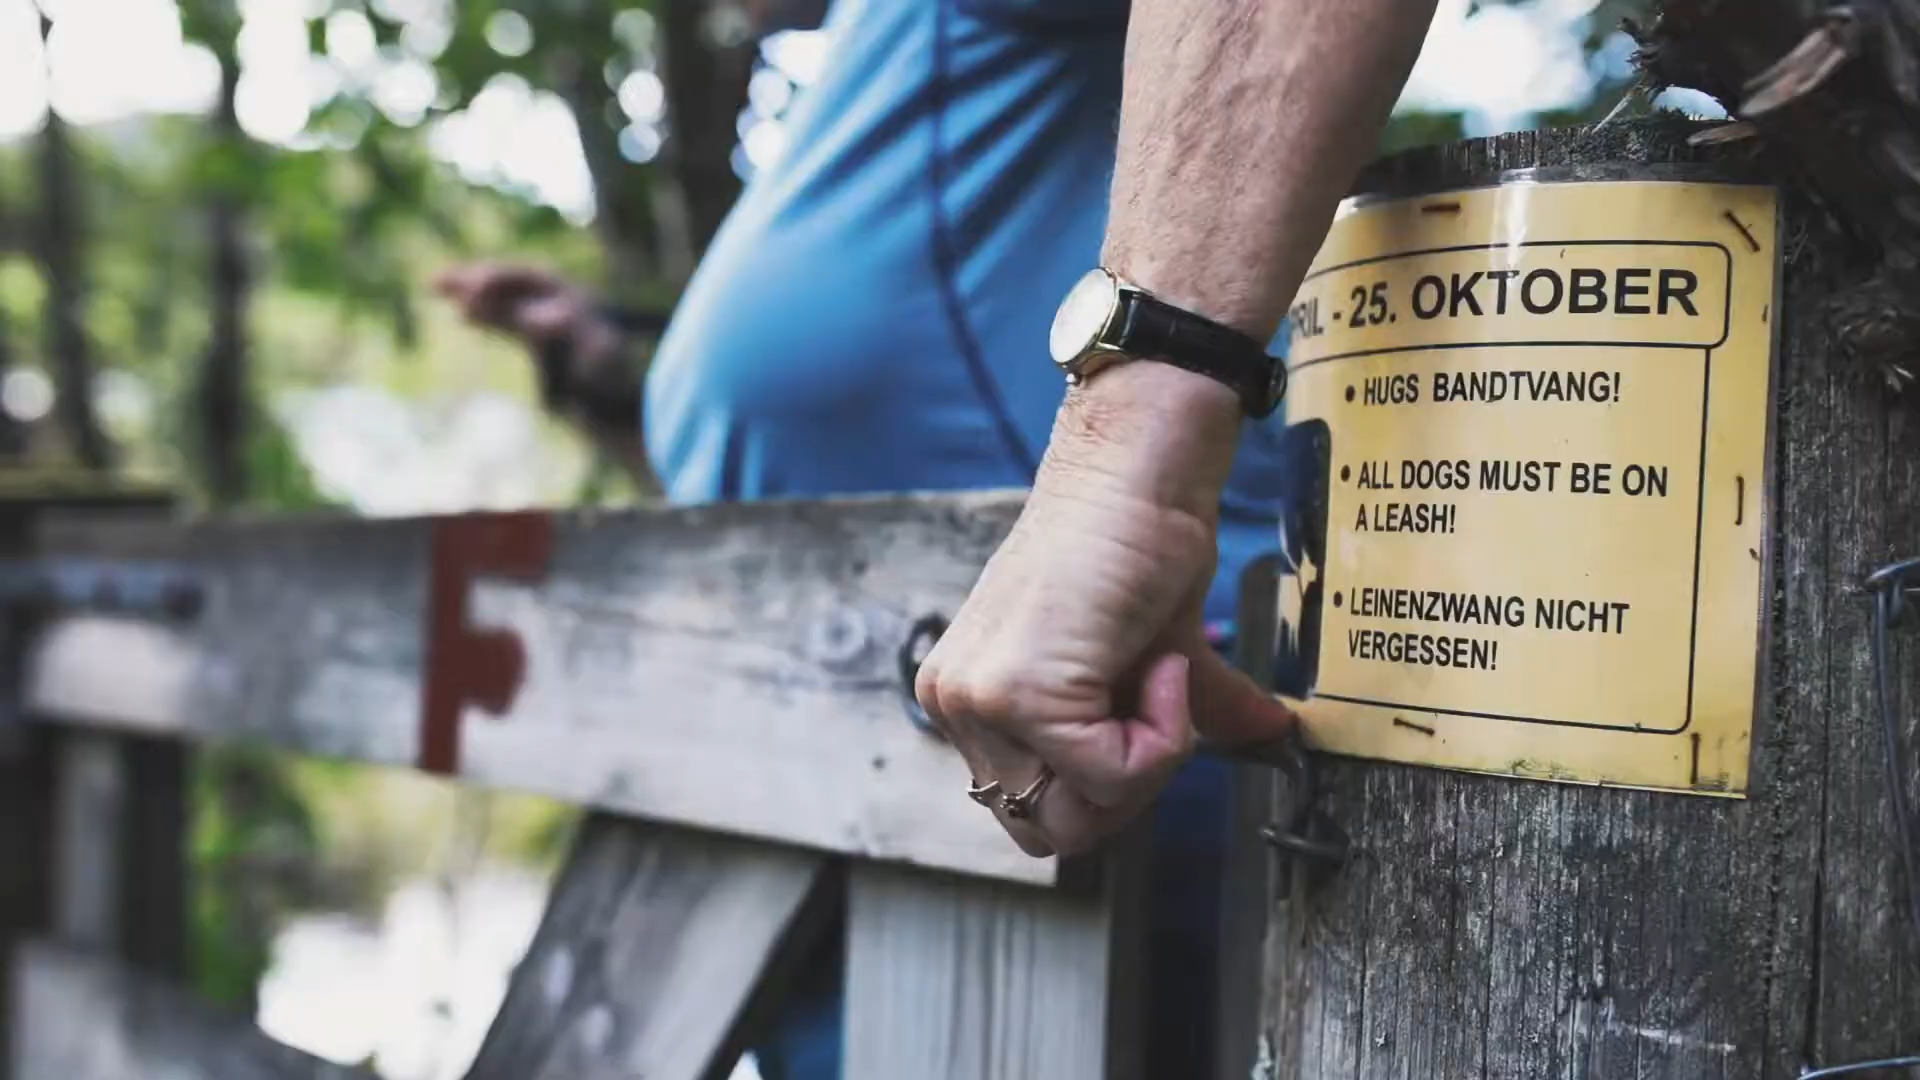 - 25. OKTOBER
• HUGS BANDTVANG!
• ALL DOGS MUST BE ON
A LEASH!
• LEINENZWANG NICHT
VERGESSEN!